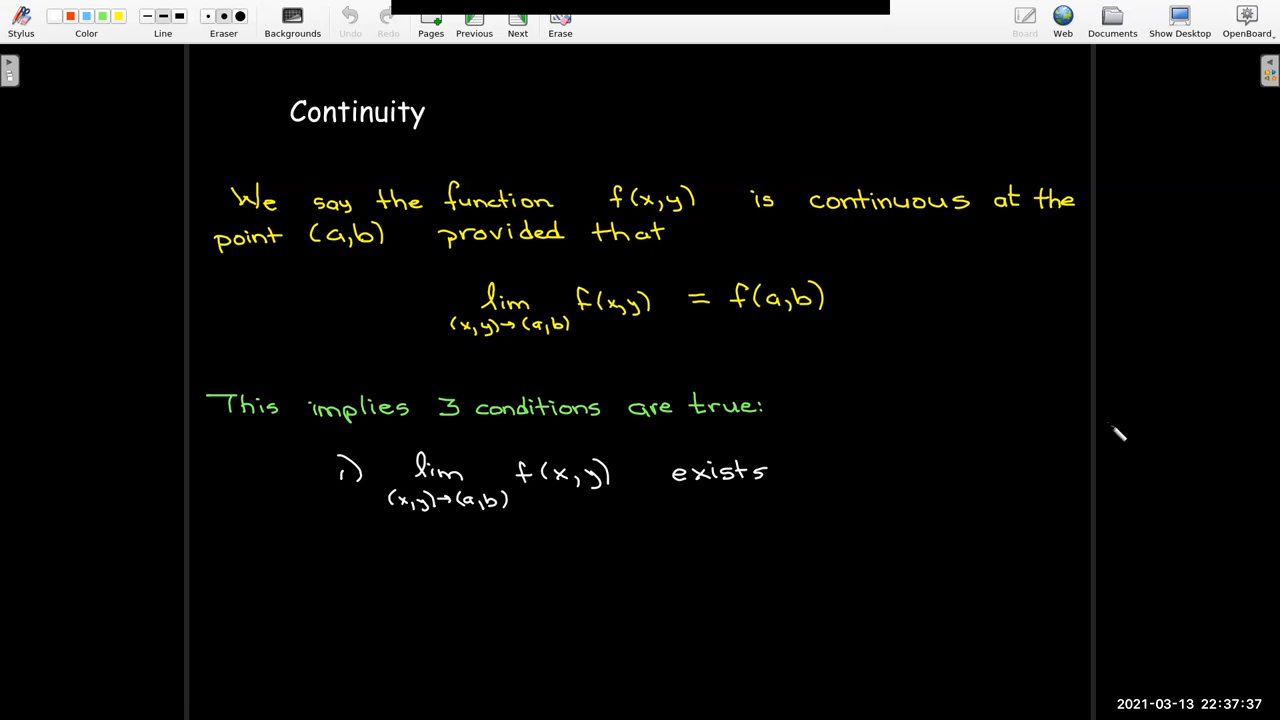 Stylus Color Line Eraser Backgrounds Undo Redo Pages Previous Next Erase Board Web Documents Show Desktop OpenBoard
Continuity
We say the function f(x,y) is continuous at the
point (a,b) provided that
lim f(x,y) = f(a,b)
(x,y)→(a,b)
This implies 3 conditions are true:
1) lim f(x,y) exists
(x,y)→(a,b)
2021-03-13 22:37:37